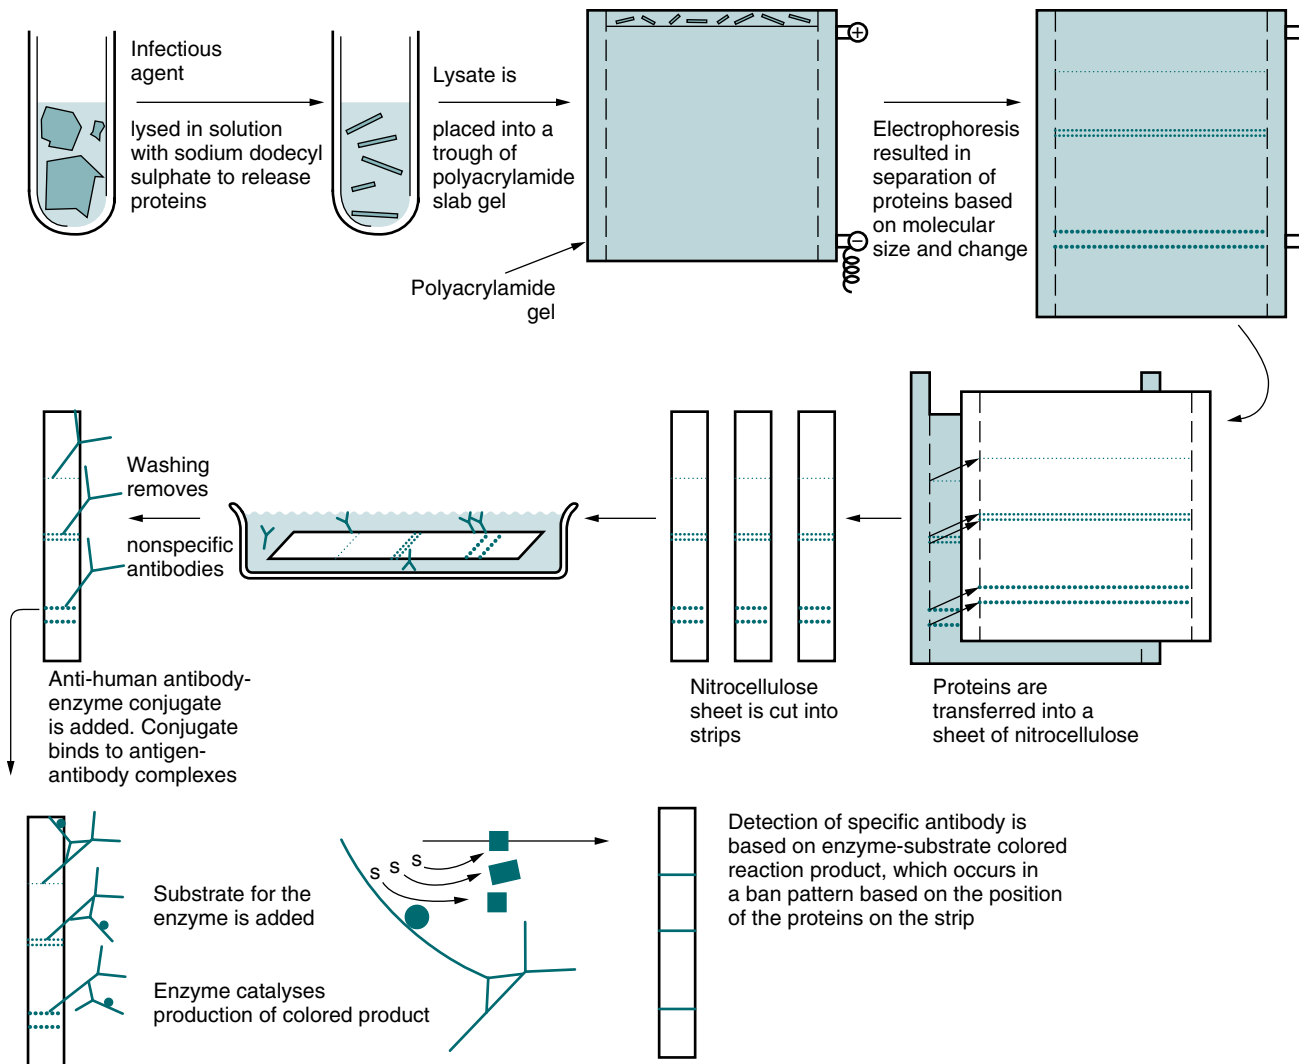 Infectious
agent
lysed in solution
with sodium dodecyl
sulphate to release
proteins
Lysate is
placed into a
trough of
polyacrylamide
slab gel
+
−
Polyacrylamide
gel
Electrophoresis
resulted in
separation of
proteins based
on molecular
size and change
Washing
removes
nonspecific
antibodies
Anti-human antibody-
enzyme conjugate
is added. Conjugate
binds to antigen-
antibody complexes
Nitrocellulose
sheet is cut into
strips
Proteins are
transferred into a
sheet of nitrocellulose
Substrate for the
enzyme is added
Enzyme catalyses
production of colored product
s
s
s
Detection of specific antibody is
based on enzyme-substrate colored
reaction product, which occurs in
a ban pattern based on the position
of the proteins on the strip